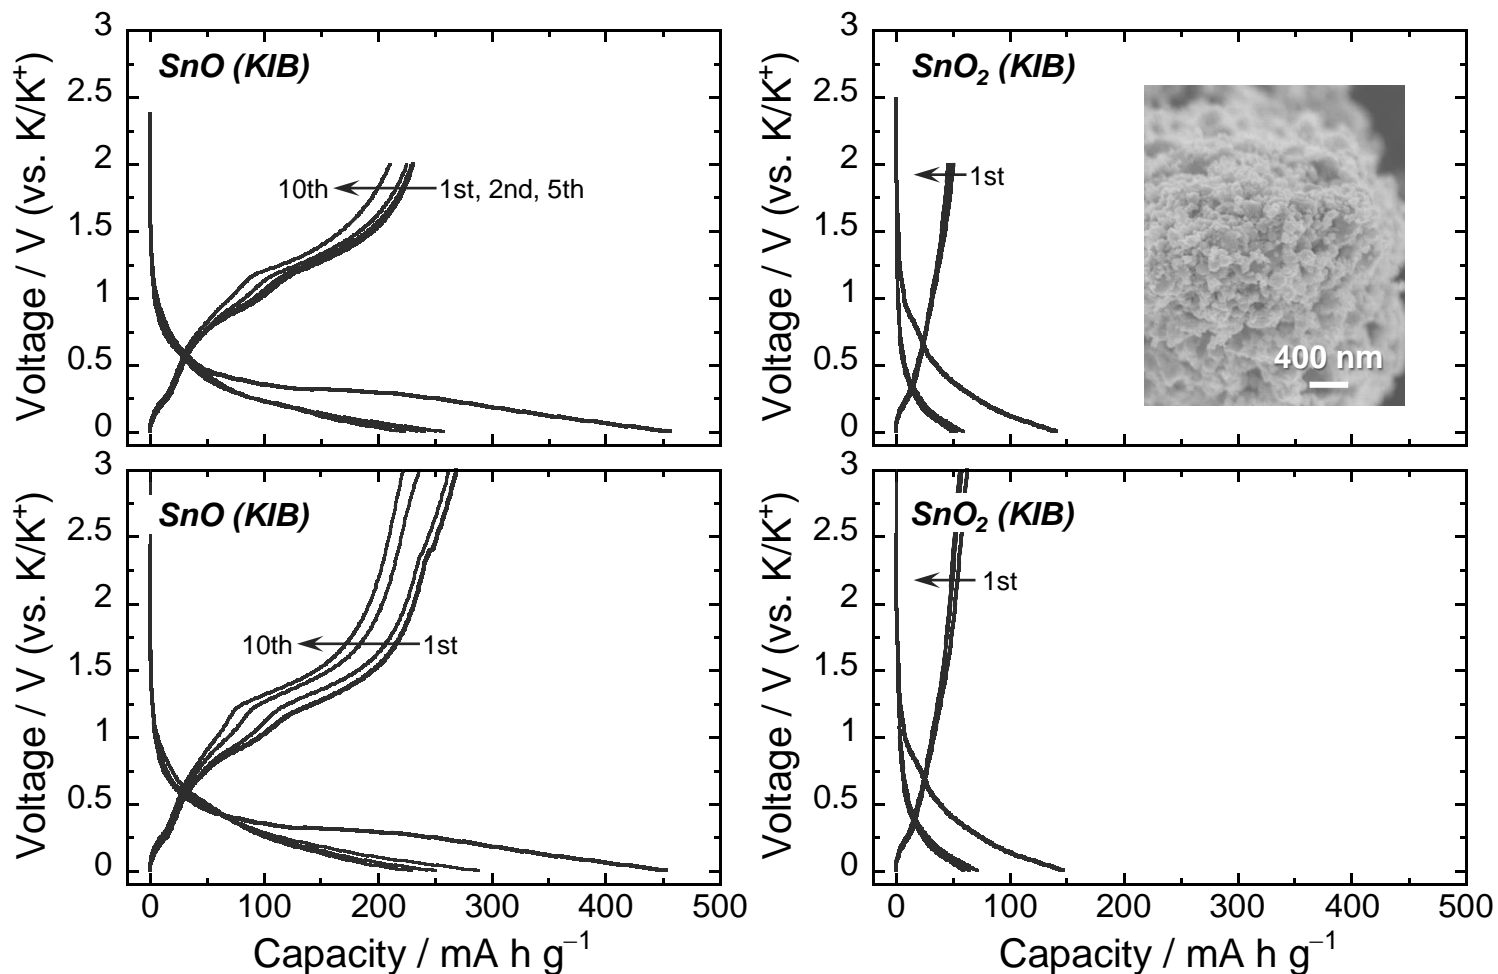 SnO (KIB)
Voltage / V (vs. K/K⁺)
3
2.5
2
1.5
1
0.5
0
10th
1st, 2nd, 5th
SnO₂ (KIB)
Voltage / V (vs. K/K⁺)
3
2.5
2
1.5
1
0.5
0
1st
400 nm
SnO (KIB)
Voltage / V (vs. K/K⁺)
3
2.5
2
1.5
1
0.5
0
10th
1st
0 100 200 300 400 500
Capacity / mA h g⁻¹
SnO₂ (KIB)
Voltage / V (vs. K/K⁺)
3
2.5
2
1.5
1
0.5
0
1st
0 100 200 300 400 500
Capacity / mA h g⁻¹